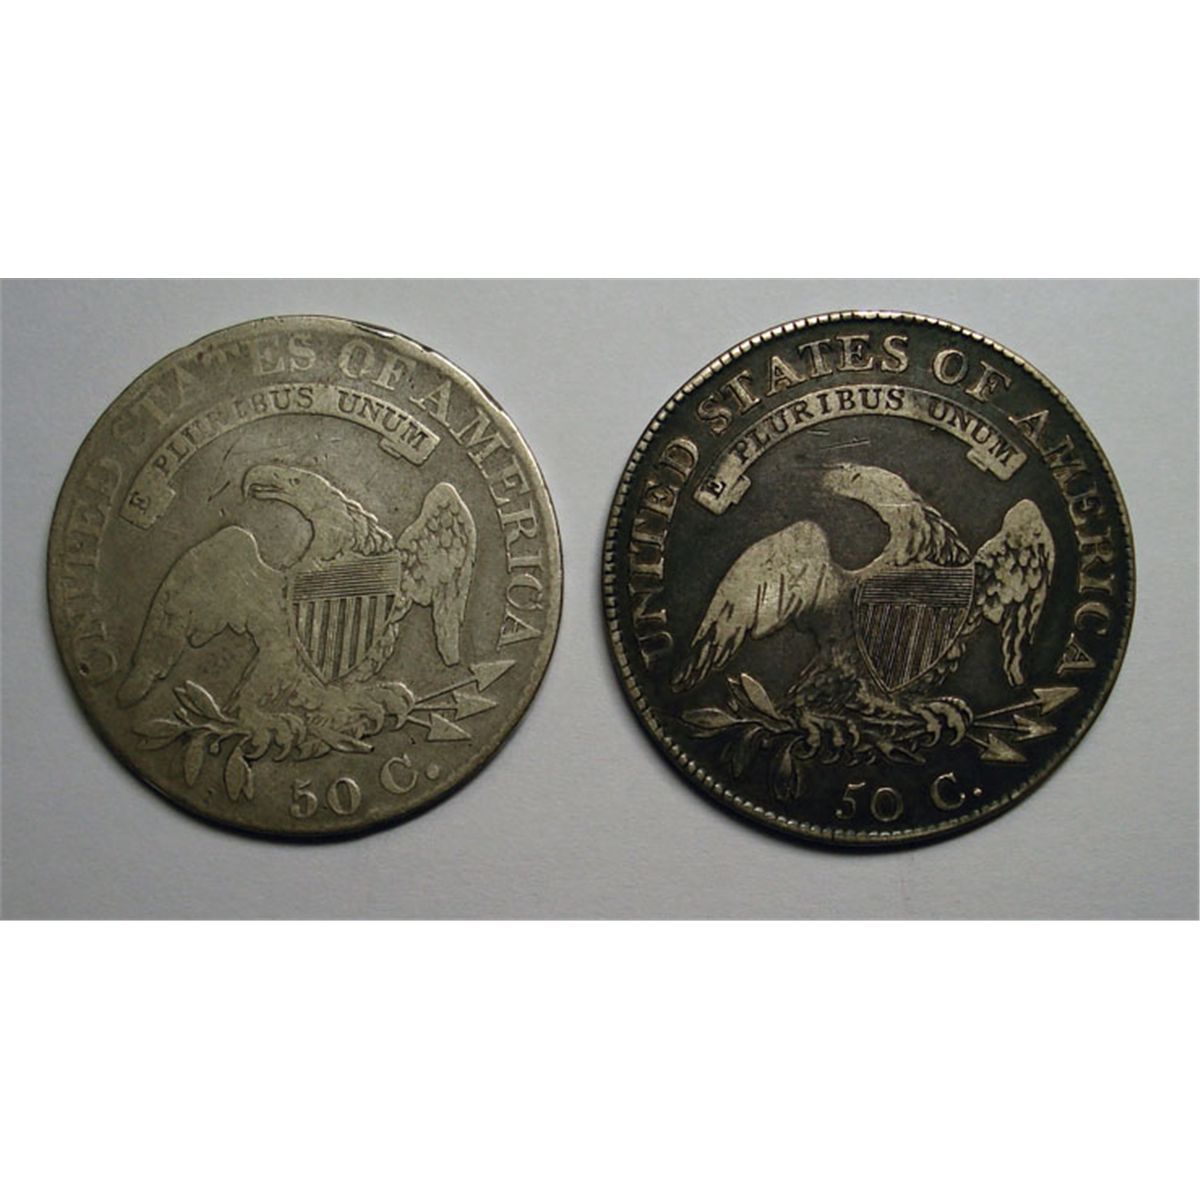 UNITED STATES OF AMERICA
E PLURIBUS UNUM
50 C.
UNITED STATES OF AMERICA
E PLURIBUS UNUM
50 C.